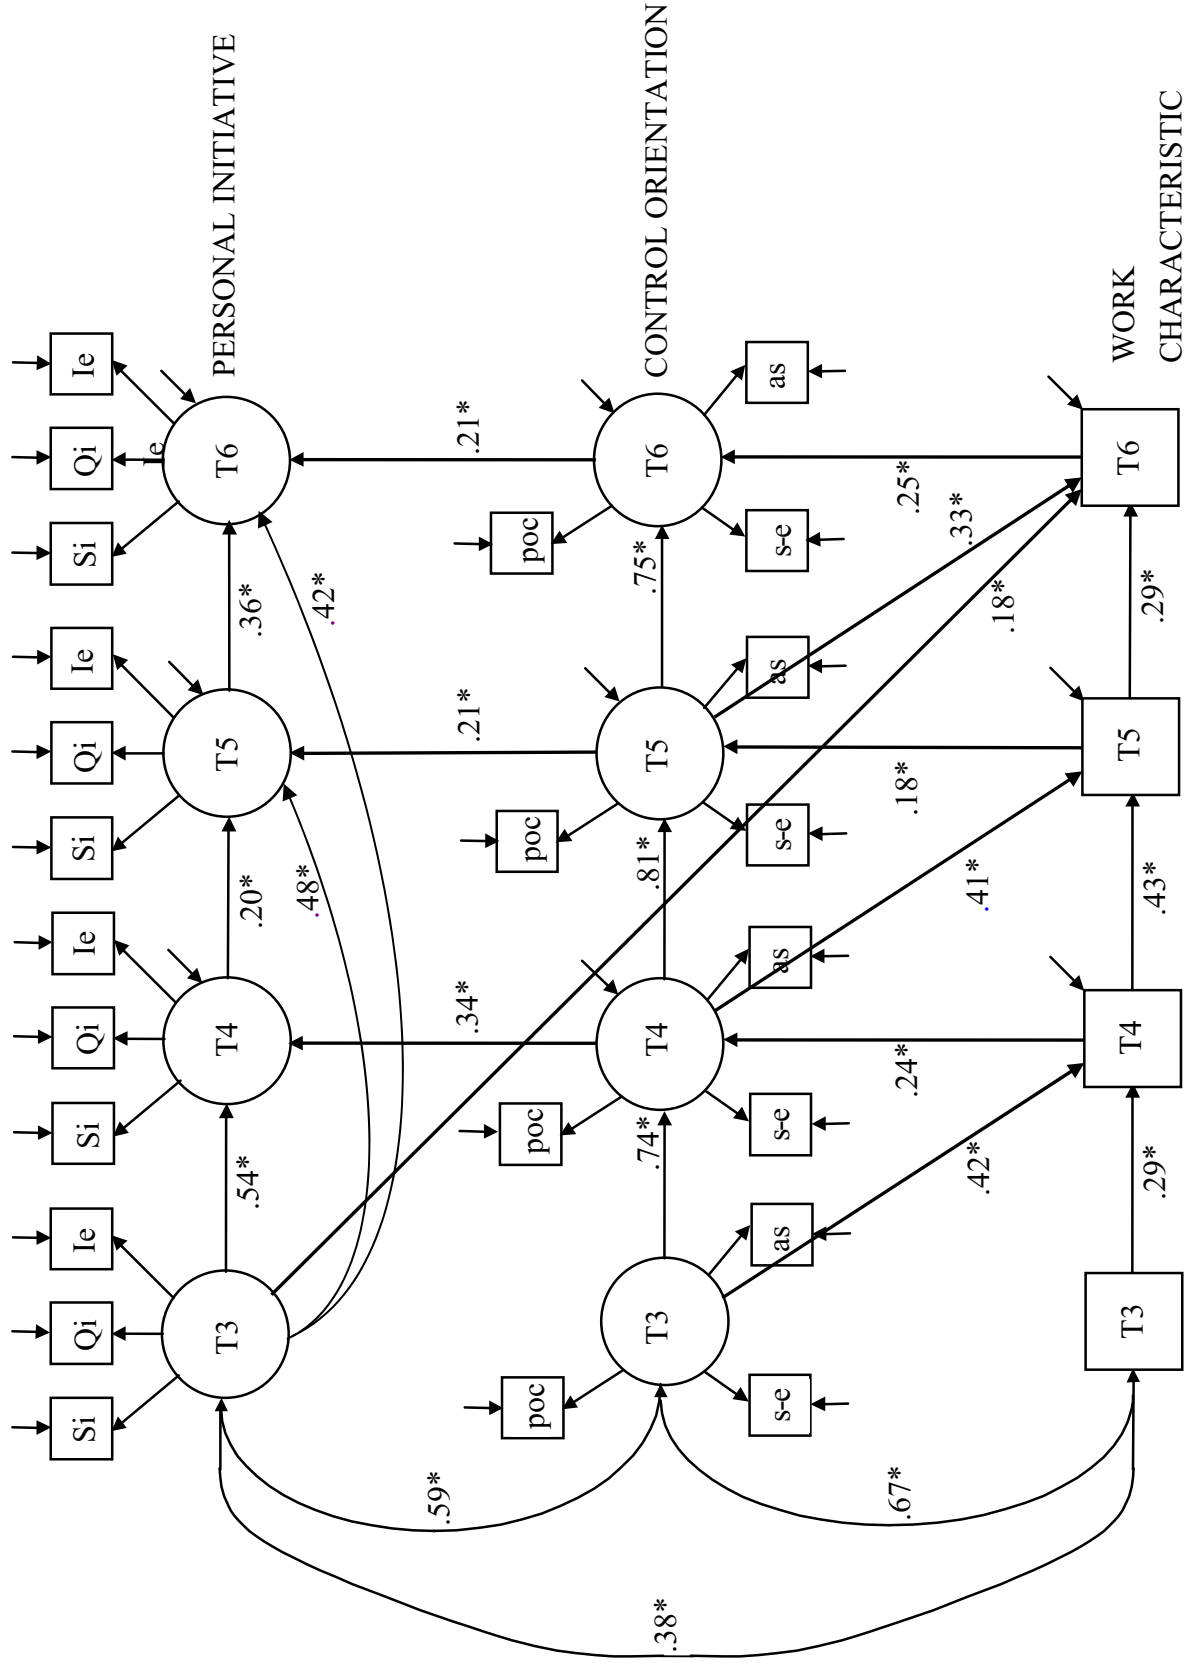 Si Qi Ie Si Qi Ie Si Qi Ie Si Qi Ie
Ie
T3 T4 T5 T6 PERSONAL INITIATIVE
.54* .20* .36*
.48* .42*
.59*
.34* .21* .21*
poc poc poc poc
.74* .81* .75*
T3 T4 T5 T6 CONTROL ORIENTATION
.38*
s-e as s-e as s-e as s-e as
.67* .24* .18* .25*
.42* .41* .33*
.18*
T3 T4 T5 T6 WORK
.29* .43* .29* CHARACTERISTIC